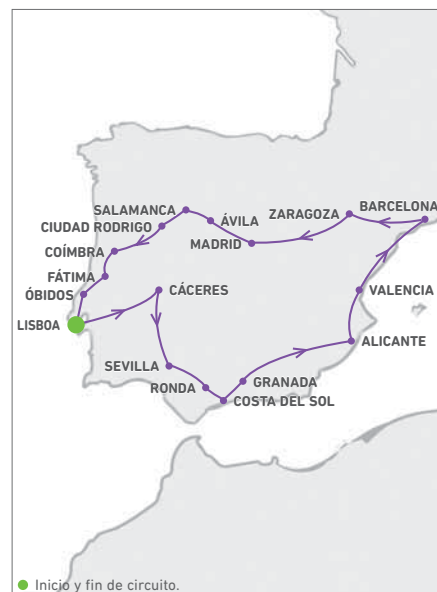 BARCELONA
SALAMANCA
ZARAGOZA
ÁVILA
CIUDAD RODRIGO
MADRID
COÍMBRA
FÁTIMA
CÁCERES
VALENCIA
ÓBIDOS
LISBOA
ALICANTE
SEVILLA
GRANADA
RONDA
COSTA DEL SOL
Inicio y fin de circuito.